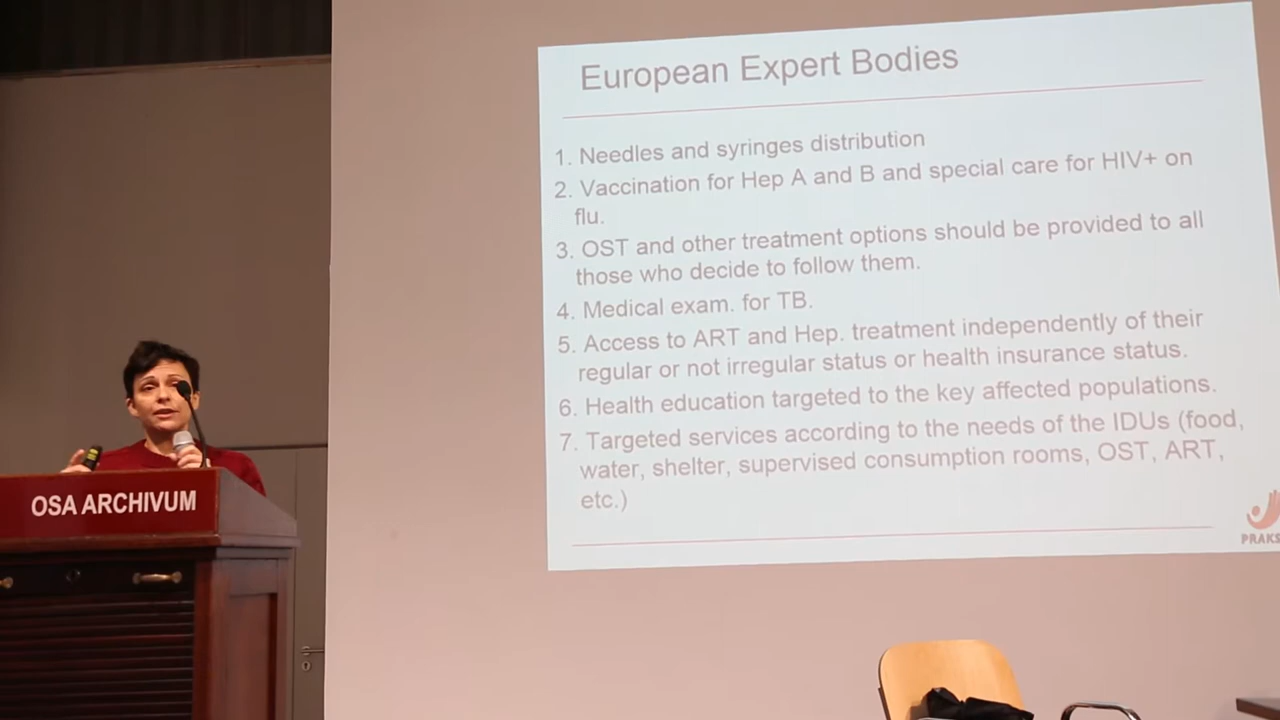 European Expert Bodies
1. Needles and syringes distribution
2. Vaccination for Hep A and B and special care for HIV+ on
flu.
3. OST and other treatment options should be provided to all
those who decide to follow them.
4. Medical exam. for TB.
5. Access to ART and Hep. treatment independently of their
regular or not irregular status or health insurance status.
6. Health education targeted to the key affected populations.
7. Targeted services according to the needs of the IDUs (food,
water, shelter, supervised consumption rooms, OST, ART,
etc.)
PRAKS
OSA ARCHIVUM